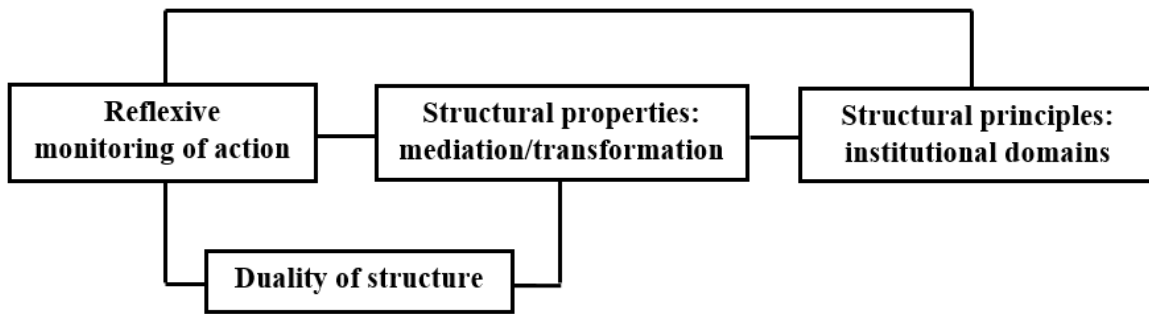 Reflexive
monitoring of action
Structural properties:
mediation/transformation
Structural principles:
institutional domains
Duality of structure